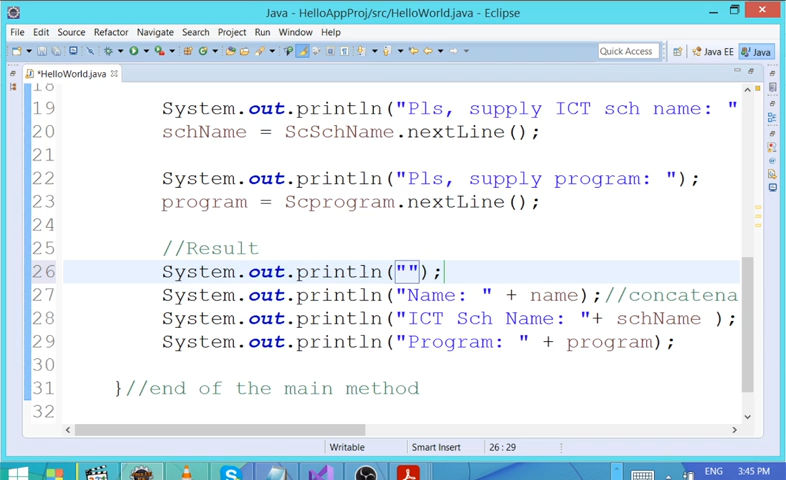 Java - HelloAppProj/src/HelloWorld.java - Eclipse
File Edit Source Refactor Navigate Search Project Run Window Help
Quick Access Java EE Java
*HelloWorld.java
18
19 System.out.println("Pls, supply ICT sch name: "
20 schName = ScSchName.nextLine();
21
22 System.out.println("Pls, supply program: ");
23 program = Scprogram.nextLine();
24
25 //Result
26 System.out.println("");
27 System.out.println("Name: " + name);//concatena
28 System.out.println("ICT Sch Name: "+ schName );
29 System.out.println("Program: " + program);
30
31 }//end of the main method
32
Writable Smart Insert 26 : 29
ENG 3:45 PM